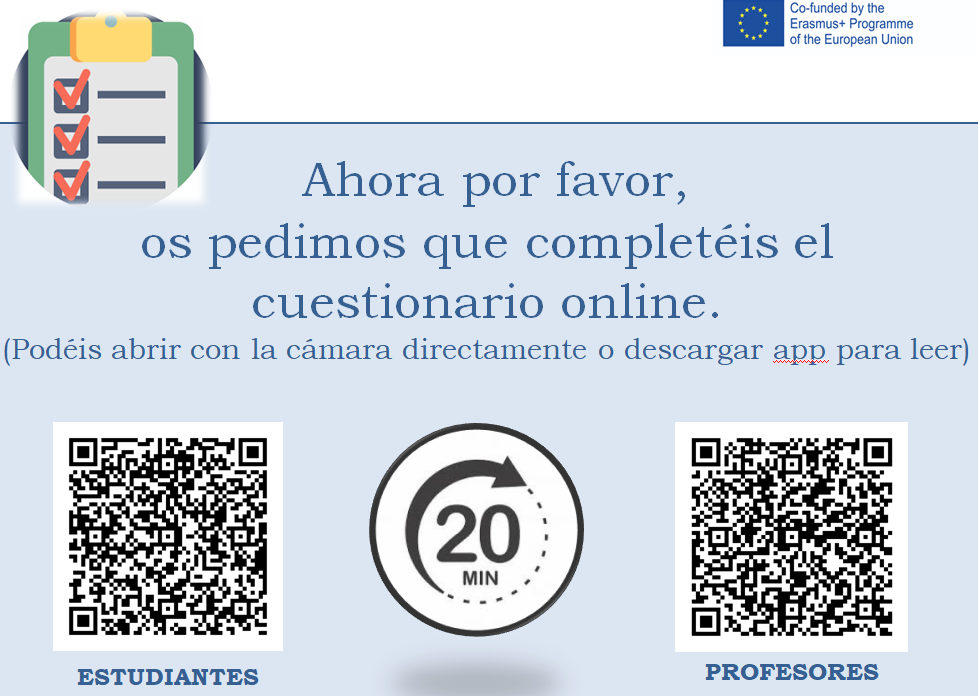 Co-funded by the
Erasmus+ Programme
of the European Union
Ahora por favor,
os pedimos que completéis el
cuestionario online.
(Podéis abrir con la cámara directamente o descargar app para leer)
20
MIN
ESTUDIANTES
PROFESORES